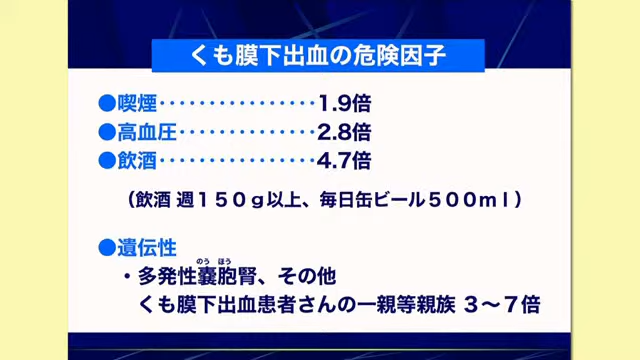 くも膜下出血の危険因子
●喫煙‥‥‥‥‥‥‥‥1.9倍
●高血圧‥‥‥‥‥‥‥2.8倍
●飲酒‥‥‥‥‥‥‥‥4.7倍
（飲酒 週１５０ｇ以上、毎日缶ビール５００ｍｌ）
●遺伝性
のう ほう
・多発性嚢胞腎、その他
くも膜下出血患者さんの一親等親族 ３～７倍